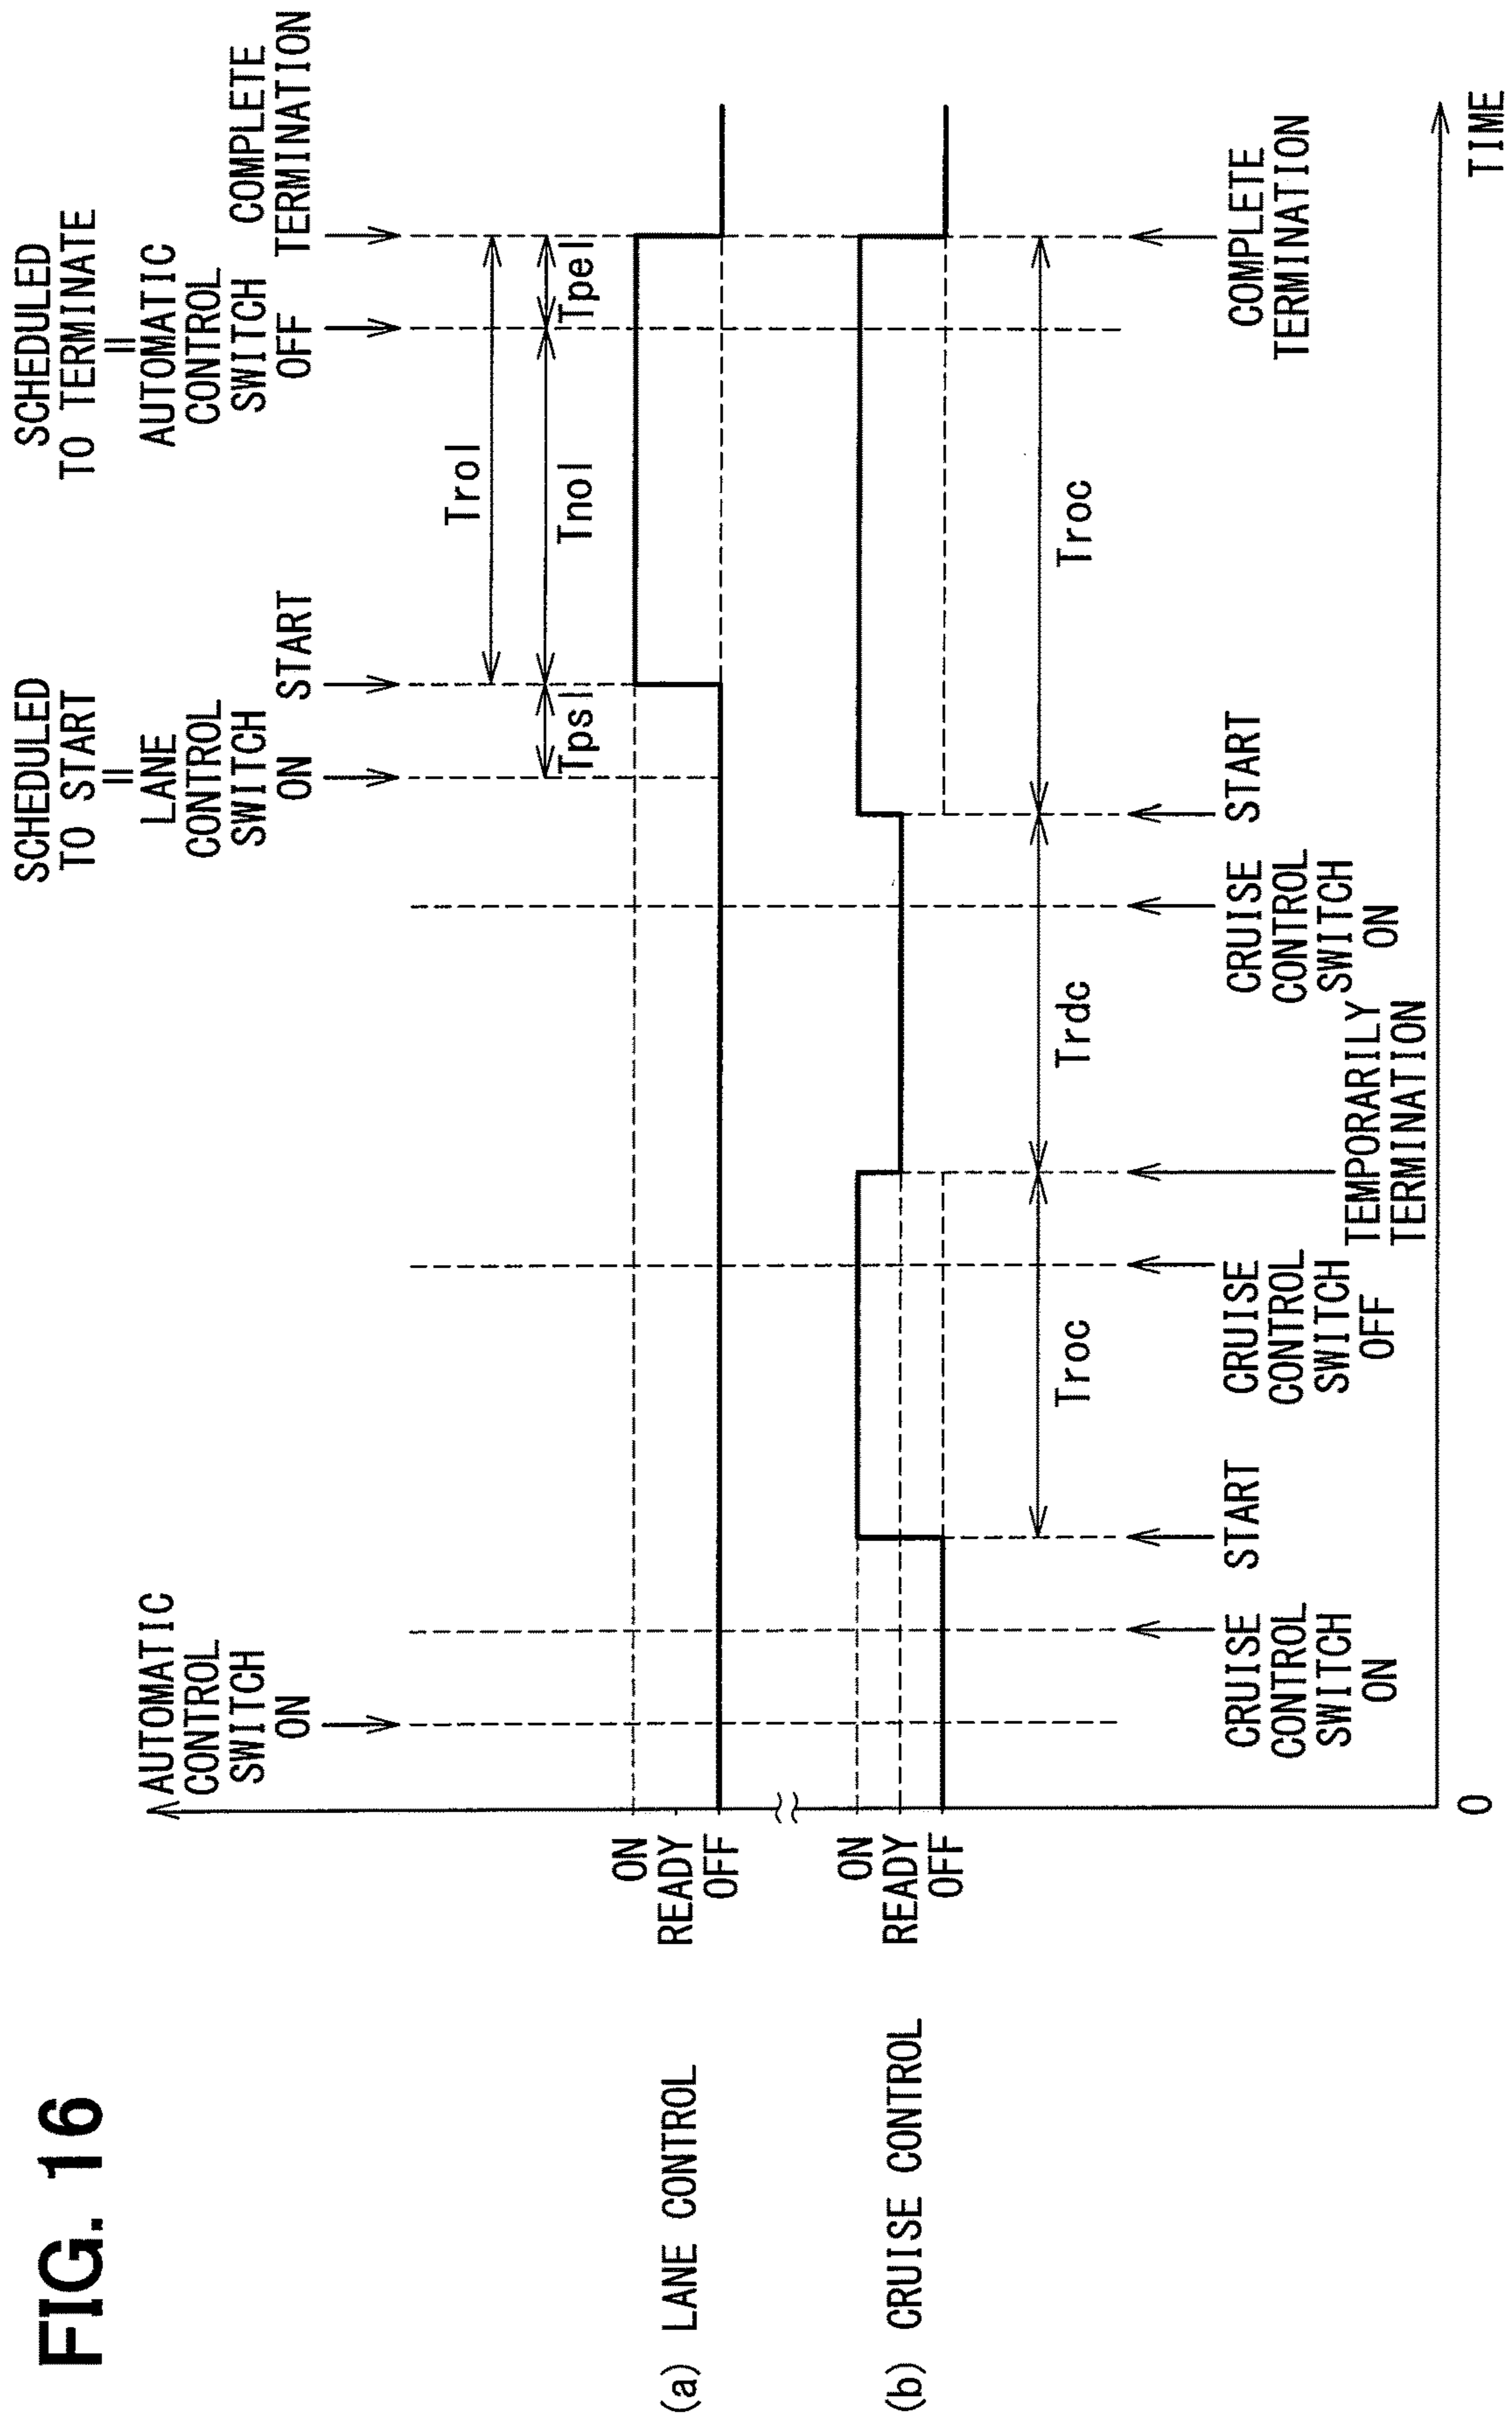 FIG. 16
AUTOMATIC
CONTROL
SWITCH
ON
SCHEDULED
TO START
=
LANE
CONTROL
SWITCH
ON
START
SCHEDULED
TO TERMINATE
=
AUTOMATIC
CONTROL
SWITCH
OFF
COMPLETE
TERMINATION
Trol
Tpsl
Tnol
Tpel
(a) LANE CONTROL
ON
READY
OFF
(b) CRUISE CONTROL
ON
READY
OFF
Troc
Trdc
Troc
CRUISE
CONTROL
SWITCH
ON
START
CRUISE
CONTROL
SWITCH
OFF
TEMPORARILY
TERMINATION
CRUISE
CONTROL
SWITCH
ON
START
COMPLETE
TERMINATION
0
TIME